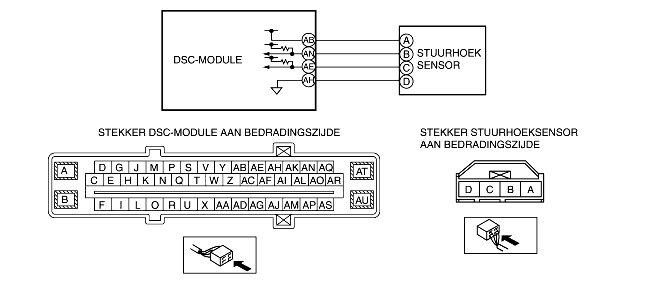 DSC-MODULE
AB
AN
AE
AH
A
B
C
D
STUURHOEK
SENSOR
STEKKER DSC-MODULE AAN BEDRADINGSZIJDE
A D G J M P S V Y AB AE AH AK AN AQ AT
C E H K N Q T W Z AC AF AI AL AO AR
B F I L O R U X AA AD AG AJ AM AP AS AU
STEKKER STUURHOEKSENSOR
AAN BEDRADINGSZIJDE
D C B A